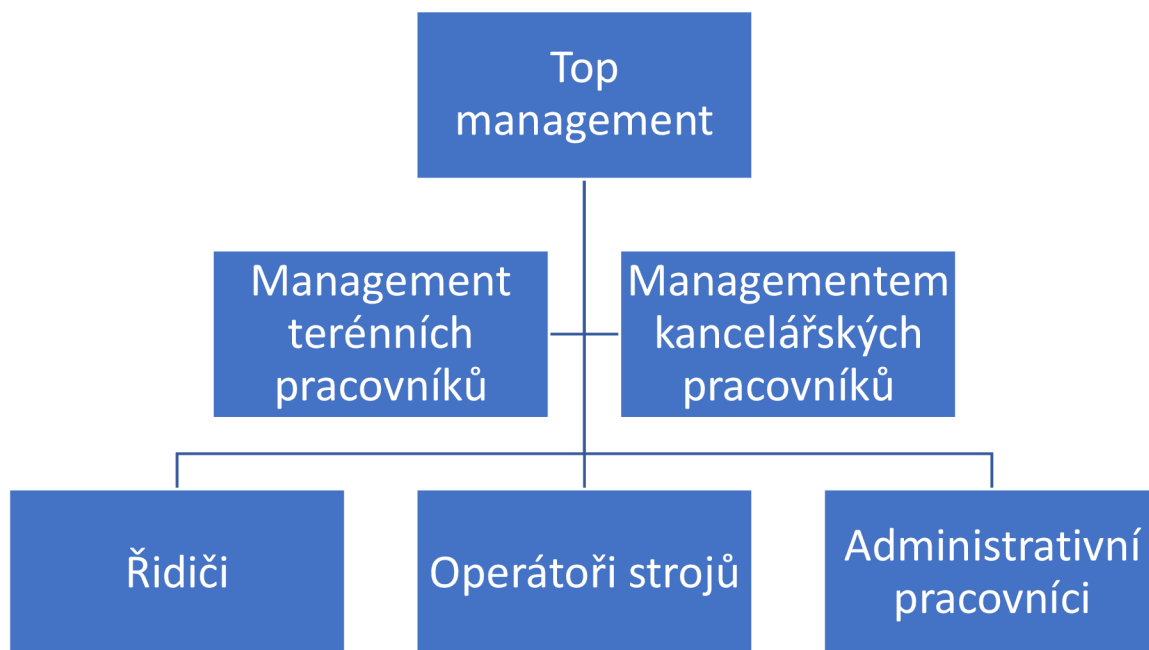 Top
management
Management
terénních
pracovníků
Managementem
kancelářských
pracovníků
Řidiči
Operátoři strojů
Administrativní
pracovníci